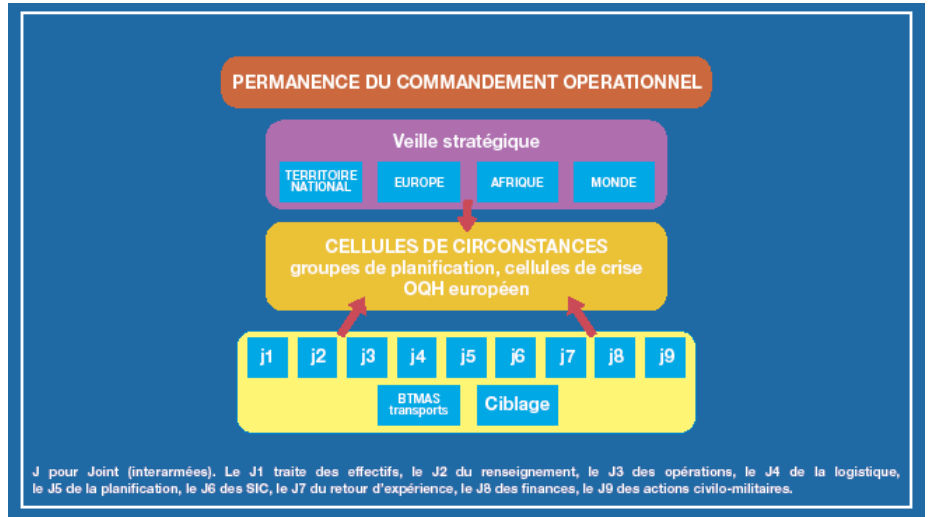 PERMANENCE DU COMMANDEMENT OPERATIONNEL
Veille stratégique
TERRITOIRE
NATIONAL
EUROPE
AFRIQUE
MONDE
CELLULES DE CIRCONSTANCES
groupes de planification, cellules de crise
OQH européen
j1 j2 j3 j4 j5 j6 j7 j8 j9
BTMAS
transports
Ciblage
J pour Joint (interarmées). Le J1 traite des effectifs, le J2 du renseignement, le J3 des opérations, le J4 de la logistique,
le J5 de la planification, le J6 des SIC, le J7 du retour d'expérience, le J8 des finances, le J9 des actions civilo-militaires.